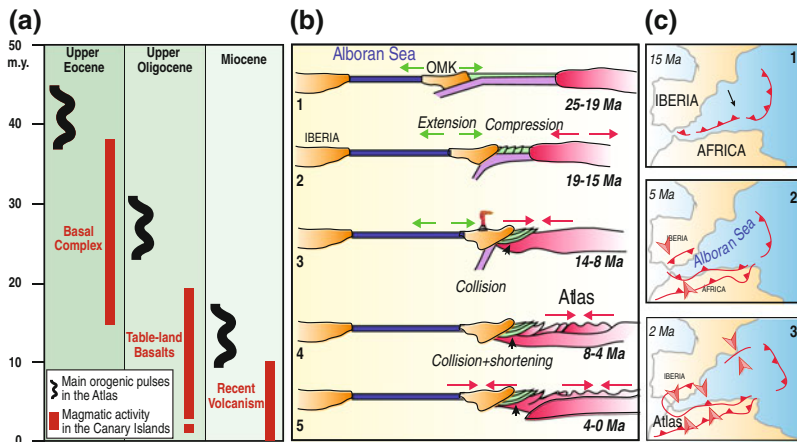 (a)
50
m.y.
40
30
20
10
0
Upper
Eocene
Upper
Oligocene
Miocene
Basal
Complex
Table-land
Basalts
Recent
Volcanism
Main orogenic pulses
in the Atlas
Magmatic activity
in the Canary Islands
(b)
Alboran Sea
OMK
1
25-19 Ma
Extension
Compression
IBERIA
2
19-15 Ma
3
14-8 Ma
Collision
Atlas
4
8-4 Ma
Collision+shortening
5
4-0 Ma
(c)
15 Ma
1
IBERIA
AFRICA
5 Ma
2
IBERIA
Alboran Sea
AFRICA
2 Ma
3
IBERIA
Atlas
AFRICA